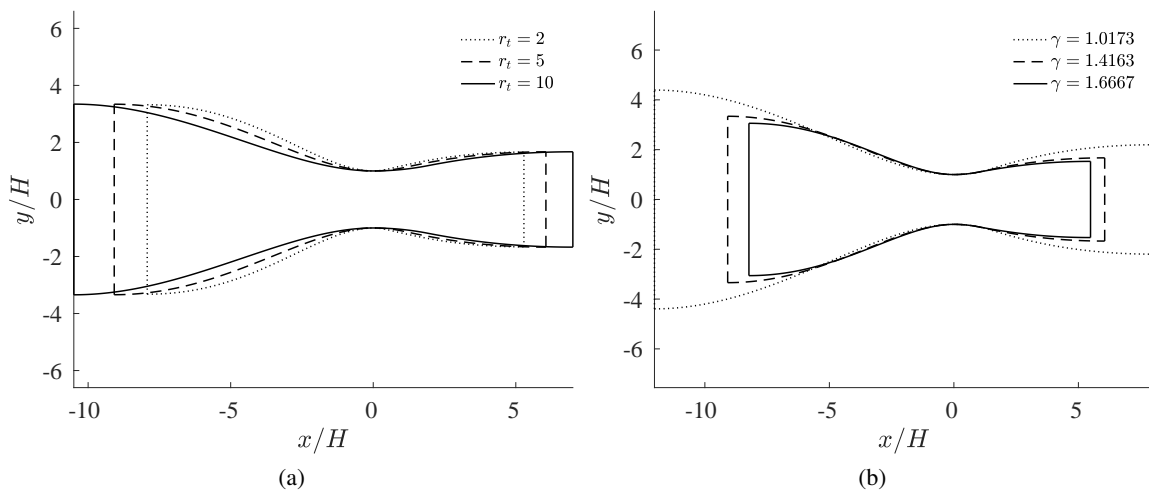 r_t = 2
r_t = 5
r_t = 10
6
4
2
0
-2
-4
-6
y/H
-10
-5
0
5
x/H
(a)
γ = 1.0173
γ = 1.4163
γ = 1.6667
6
4
2
0
-2
-4
-6
y/H
-10
-5
0
5
x/H
(b)